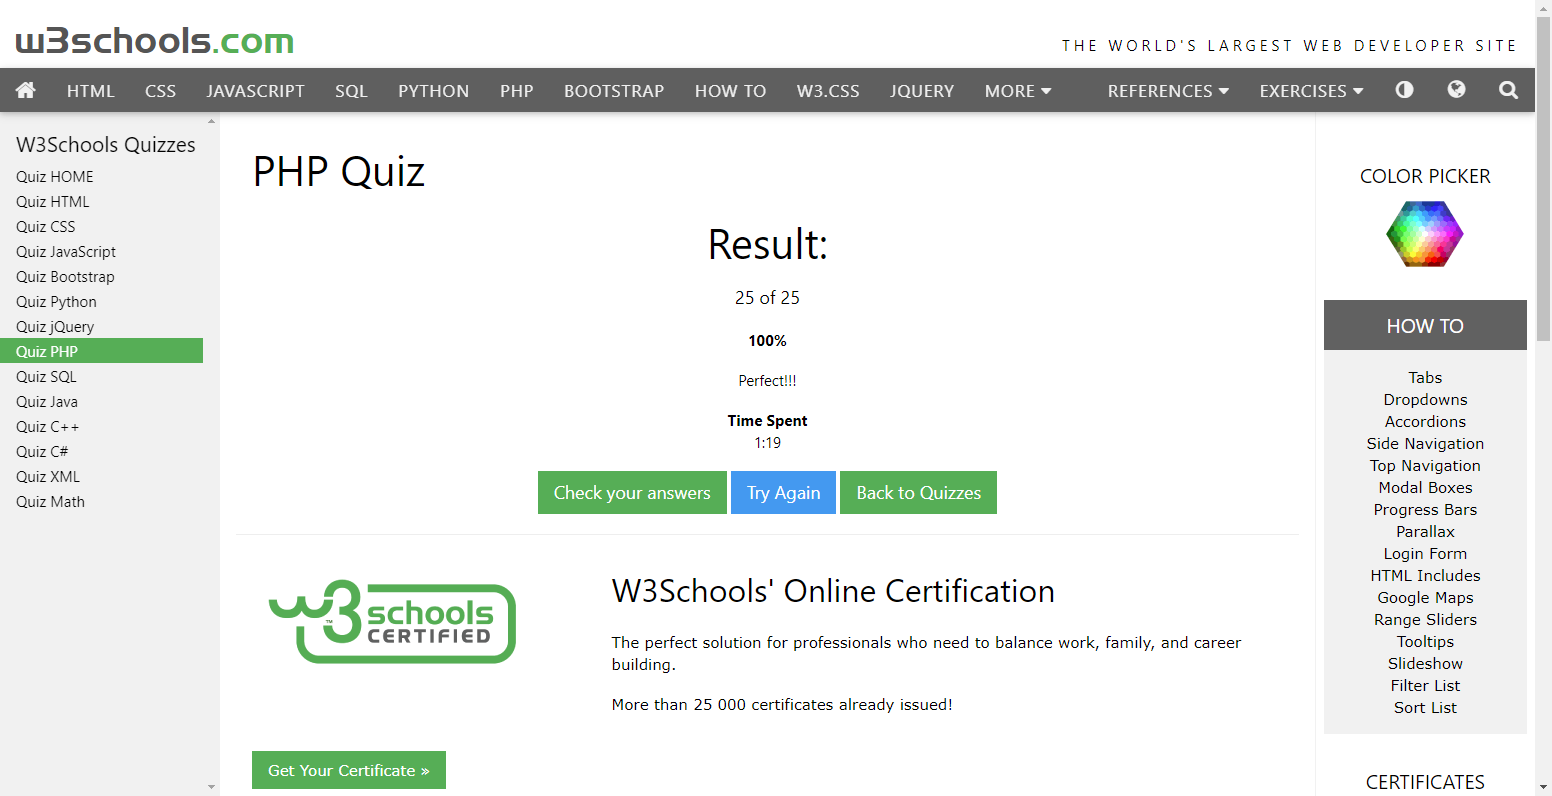 w3schools.com
THE WORLD'S LARGEST WEB DEVELOPER SITE
HTML CSS JAVASCRIPT SQL PYTHON PHP BOOTSTRAP HOW TO W3.CSS JQUERY MORE REFERENCES EXERCISES
W3Schools Quizzes
Quiz HOME
Quiz HTML
Quiz CSS
Quiz JavaScript
Quiz Bootstrap
Quiz Python
Quiz jQuery
Quiz PHP
Quiz SQL
Quiz Java
Quiz C++
Quiz C#
Quiz XML
Quiz Math
PHP Quiz
Result:
25 of 25
100%
Perfect!!!
Time Spent
1:19
Check your answers Try Again Back to Quizzes
w3schools
™ CERTIFIED
W3Schools' Online Certification
The perfect solution for professionals who need to balance work, family, and career
building.
More than 25 000 certificates already issued!
Get Your Certificate »
COLOR PICKER
HOW TO
Tabs
Dropdowns
Accordions
Side Navigation
Top Navigation
Modal Boxes
Progress Bars
Parallax
Login Form
HTML Includes
Google Maps
Range Sliders
Tooltips
Slideshow
Filter List
Sort List
CERTIFICATES